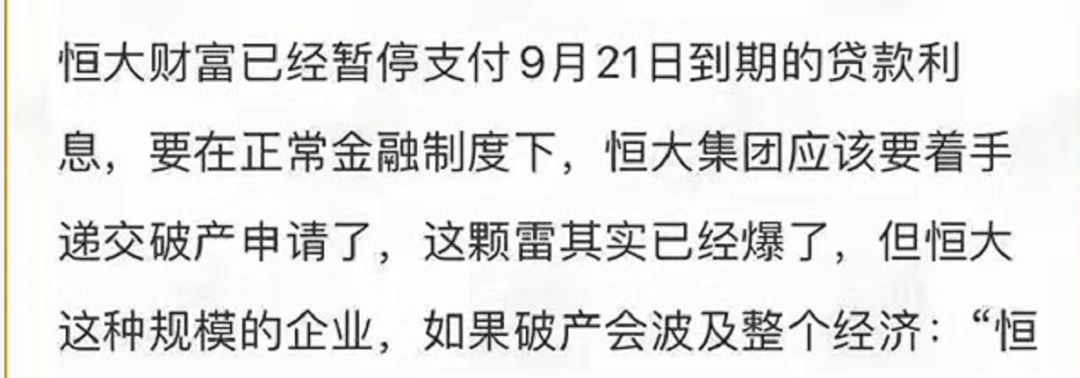 恒大财富已经暂停支付9月21日到期的贷款利
息，要在正常金融制度下，恒大集团应该要着手
递交破产申请了，这颗雷其实已经爆了，但恒大
这种规模的企业，如果破产会波及整个经济：“恒